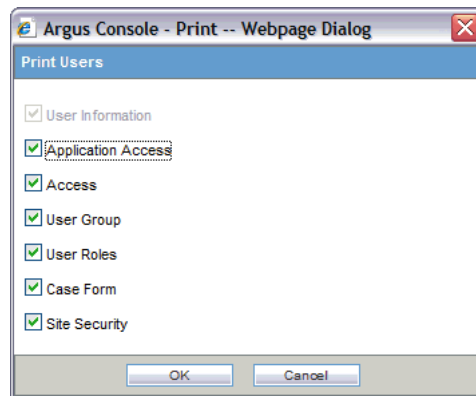 Argus Console - Print -- Webpage Dialog
Print Users
User Information
Application Access
Access
User Group
User Roles
Case Form
Site Security
OK Cancel